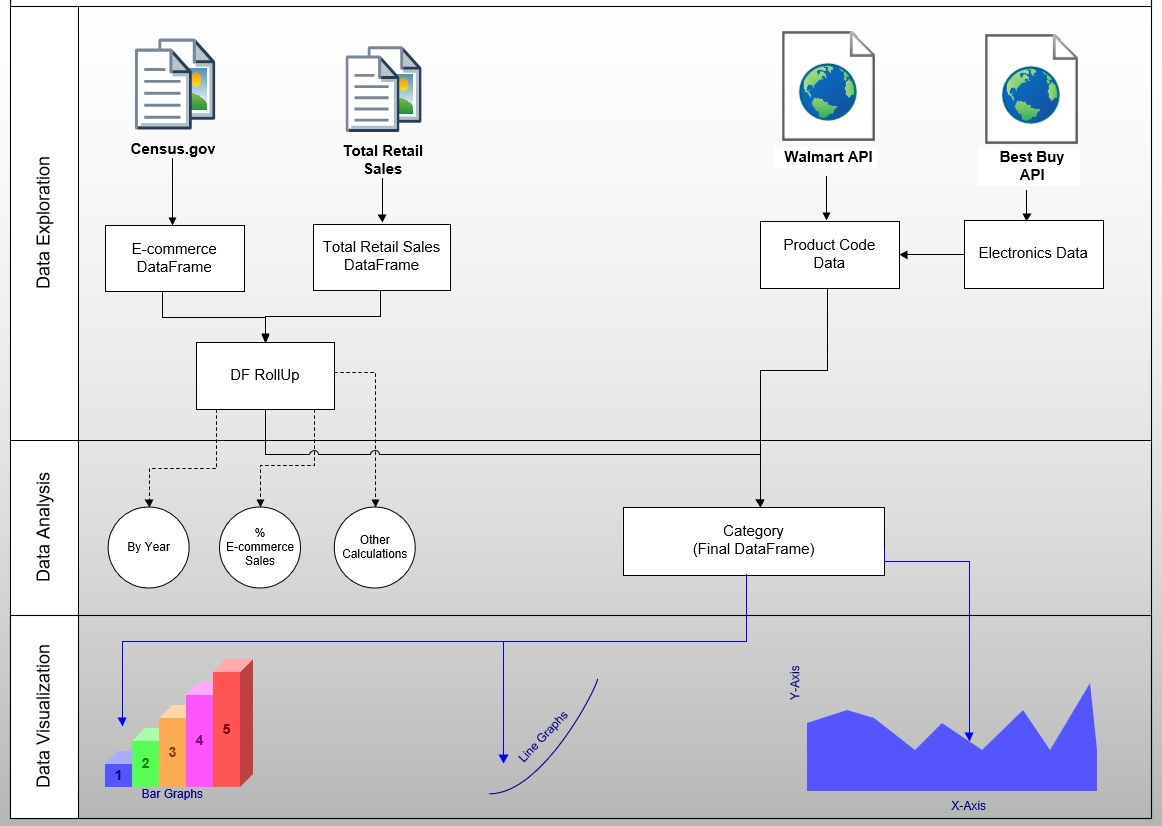 Data Exploration
Census.gov
Total Retail
Sales
Walmart API
Best Buy
API
E-commerce
DataFrame
Total Retail Sales
DataFrame
Product Code
Data
Electronics Data
DF RollUp
Data Analysis
By Year
%
E-commerce
Sales
Other
Calculations
Category
(Final DataFrame)
Data Visualization
1
2
3
4
5
Bar Graphs
Line Graphs
Y-Axis
X-Axis